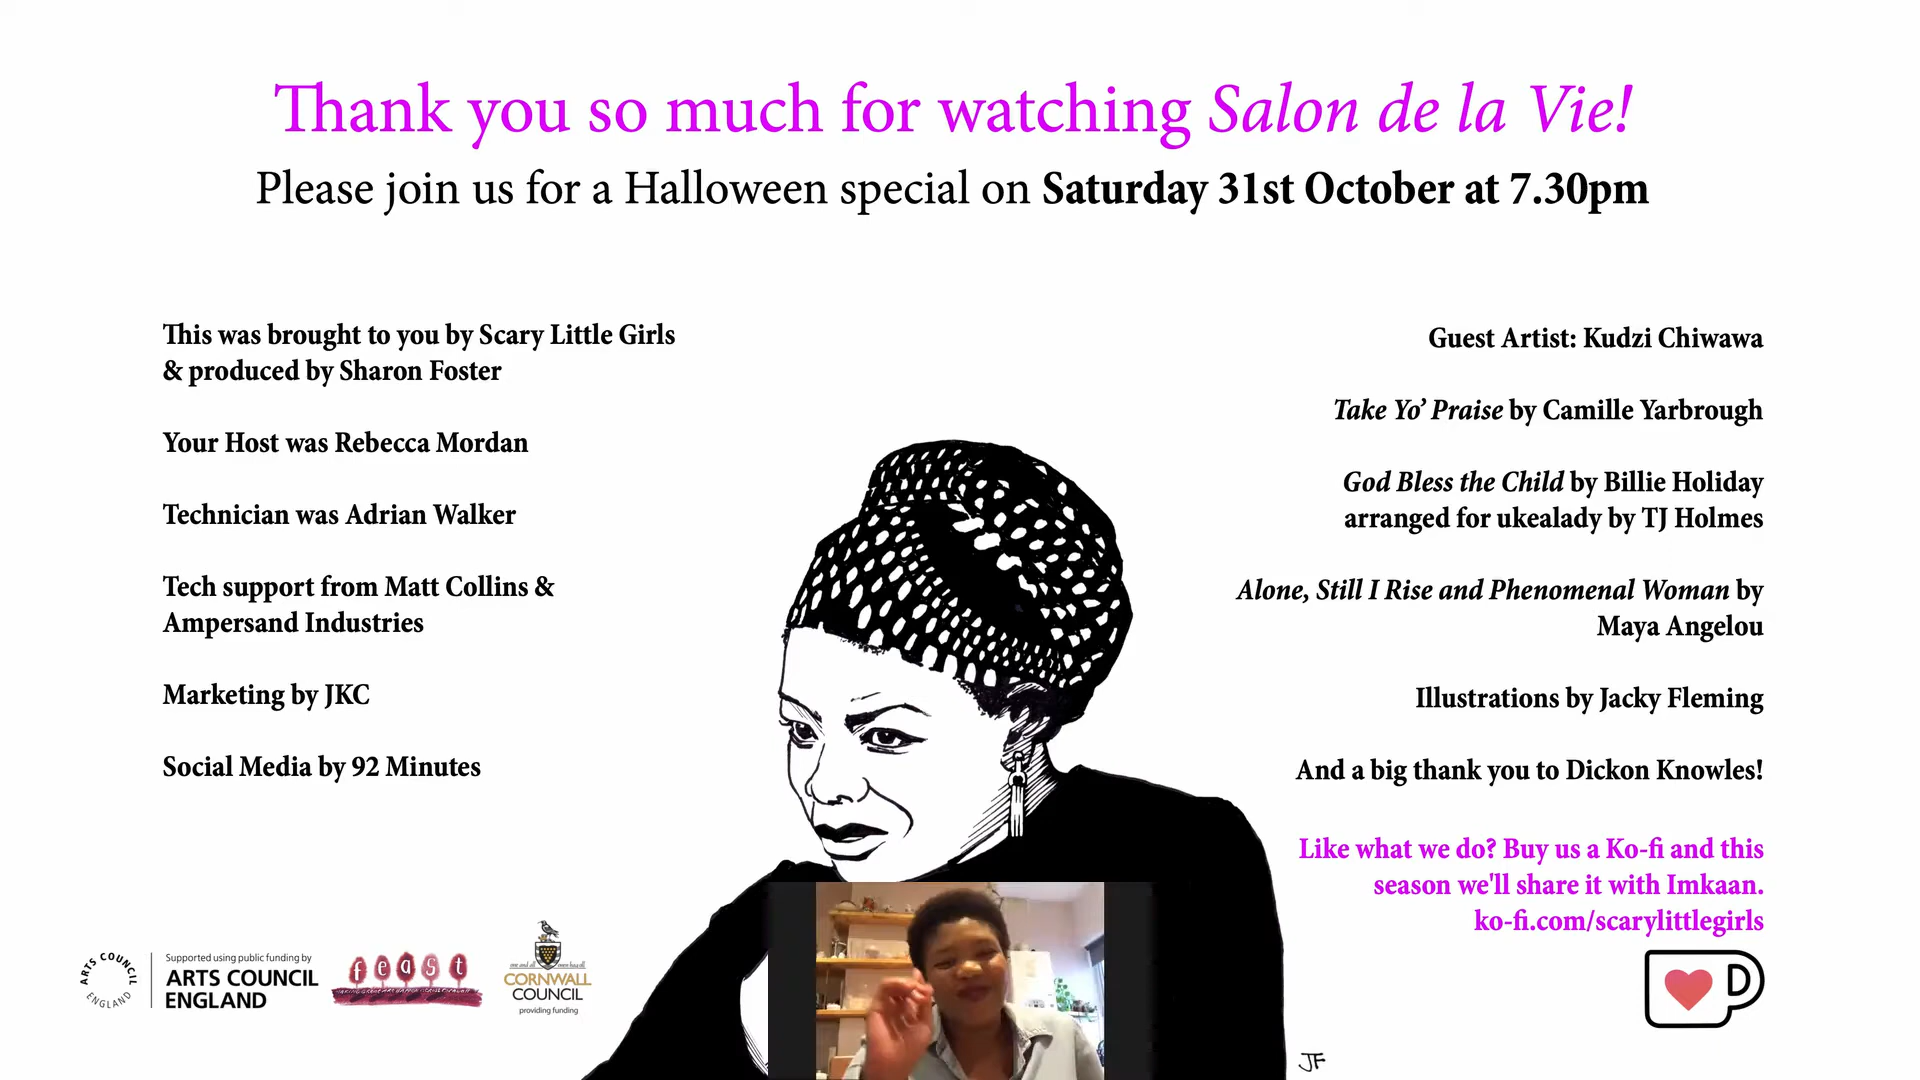 Thank you so much for watching Salon de la Vie!
Please join us for a Halloween special on Saturday 31st October at 7.30pm
This was brought to you by Scary Little Girls
& produced by Sharon Foster
Your Host was Rebecca Mordan
Technician was Adrian Walker
Tech support from Matt Collins &
Ampersand Industries
Marketing by JKC
Social Media by 92 Minutes
Guest Artist: Kudzi Chiwawa
Take Yo’ Praise by Camille Yarbrough
God Bless the Child by Billie Holiday
arranged for ukealady by TJ Holmes
Alone, Still I Rise and Phenomenal Woman by
Maya Angelou
Illustrations by Jacky Fleming
And a big thank you to Dickon Knowles!
Like what we do? Buy us a Ko-fi and this
season we'll share it with Imkaan.
ko-fi.com/scarylittlegirls
ARTS COUNCIL
ENGLAND
Supported using public funding by
ARTS COUNCIL
ENGLAND
feast
CORNWALL
COUNCIL
providing funding
JF